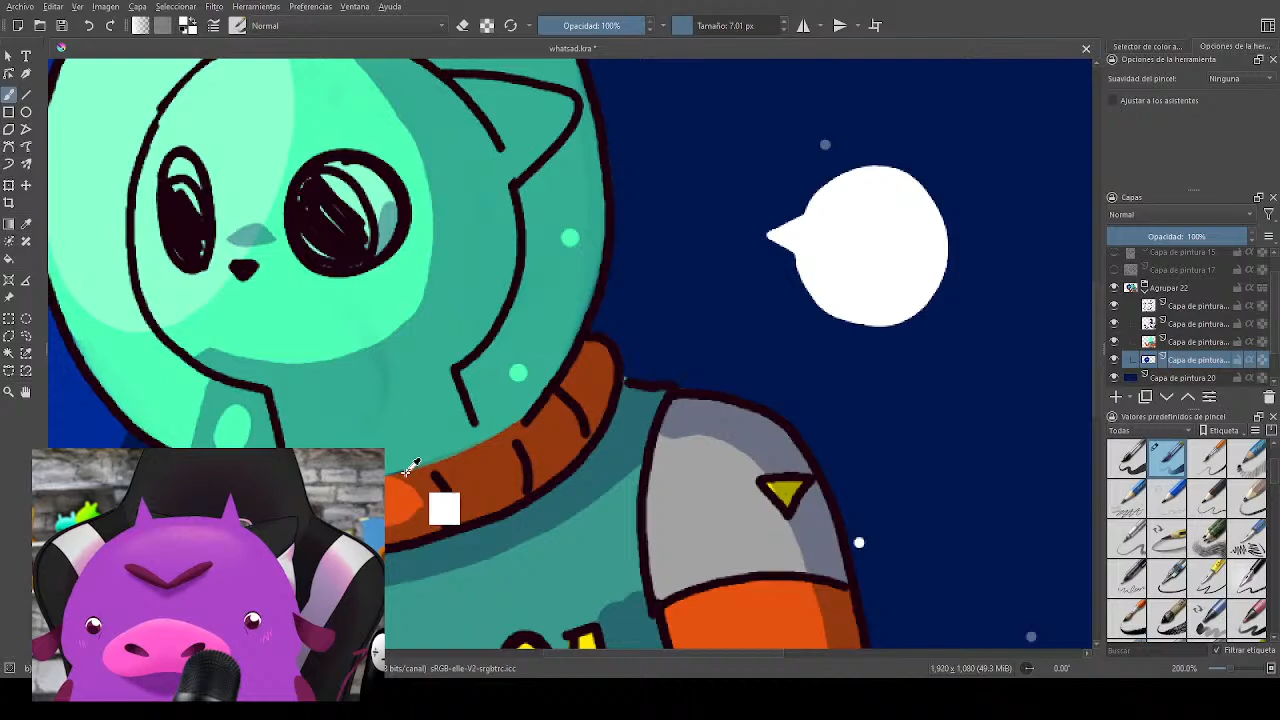 Archivo Editar Ver Imagen Capa Seleccionar Filtro Herramientas Preferencias Ventana Ayuda
Normal Opacidad: 100% Tamaño: 7.01 px.
whatsad.kra *
Selector de color a... Opciones de la her...
Opciones de la herramienta
Suavidad del pincel: Ninguna
Ajustar a los asistentes
Capas
Normal
Opacidad: 100%
Capa de pintura 15
Capa de pintura 17
Agrupar 22
Capa de pintura...
Capa de pintura...
Capa de pintura...
Capa de pintura...
Capa de pintura 20
Valores predefinidos de pincel
Todas Etiqueta
Buscar Filtrar etiqueta
bits/canal) sRGB-elle-V2-srgbtrc.icc 1,920 x 1,080 (49.3 MiB) 0.00° 200.0%